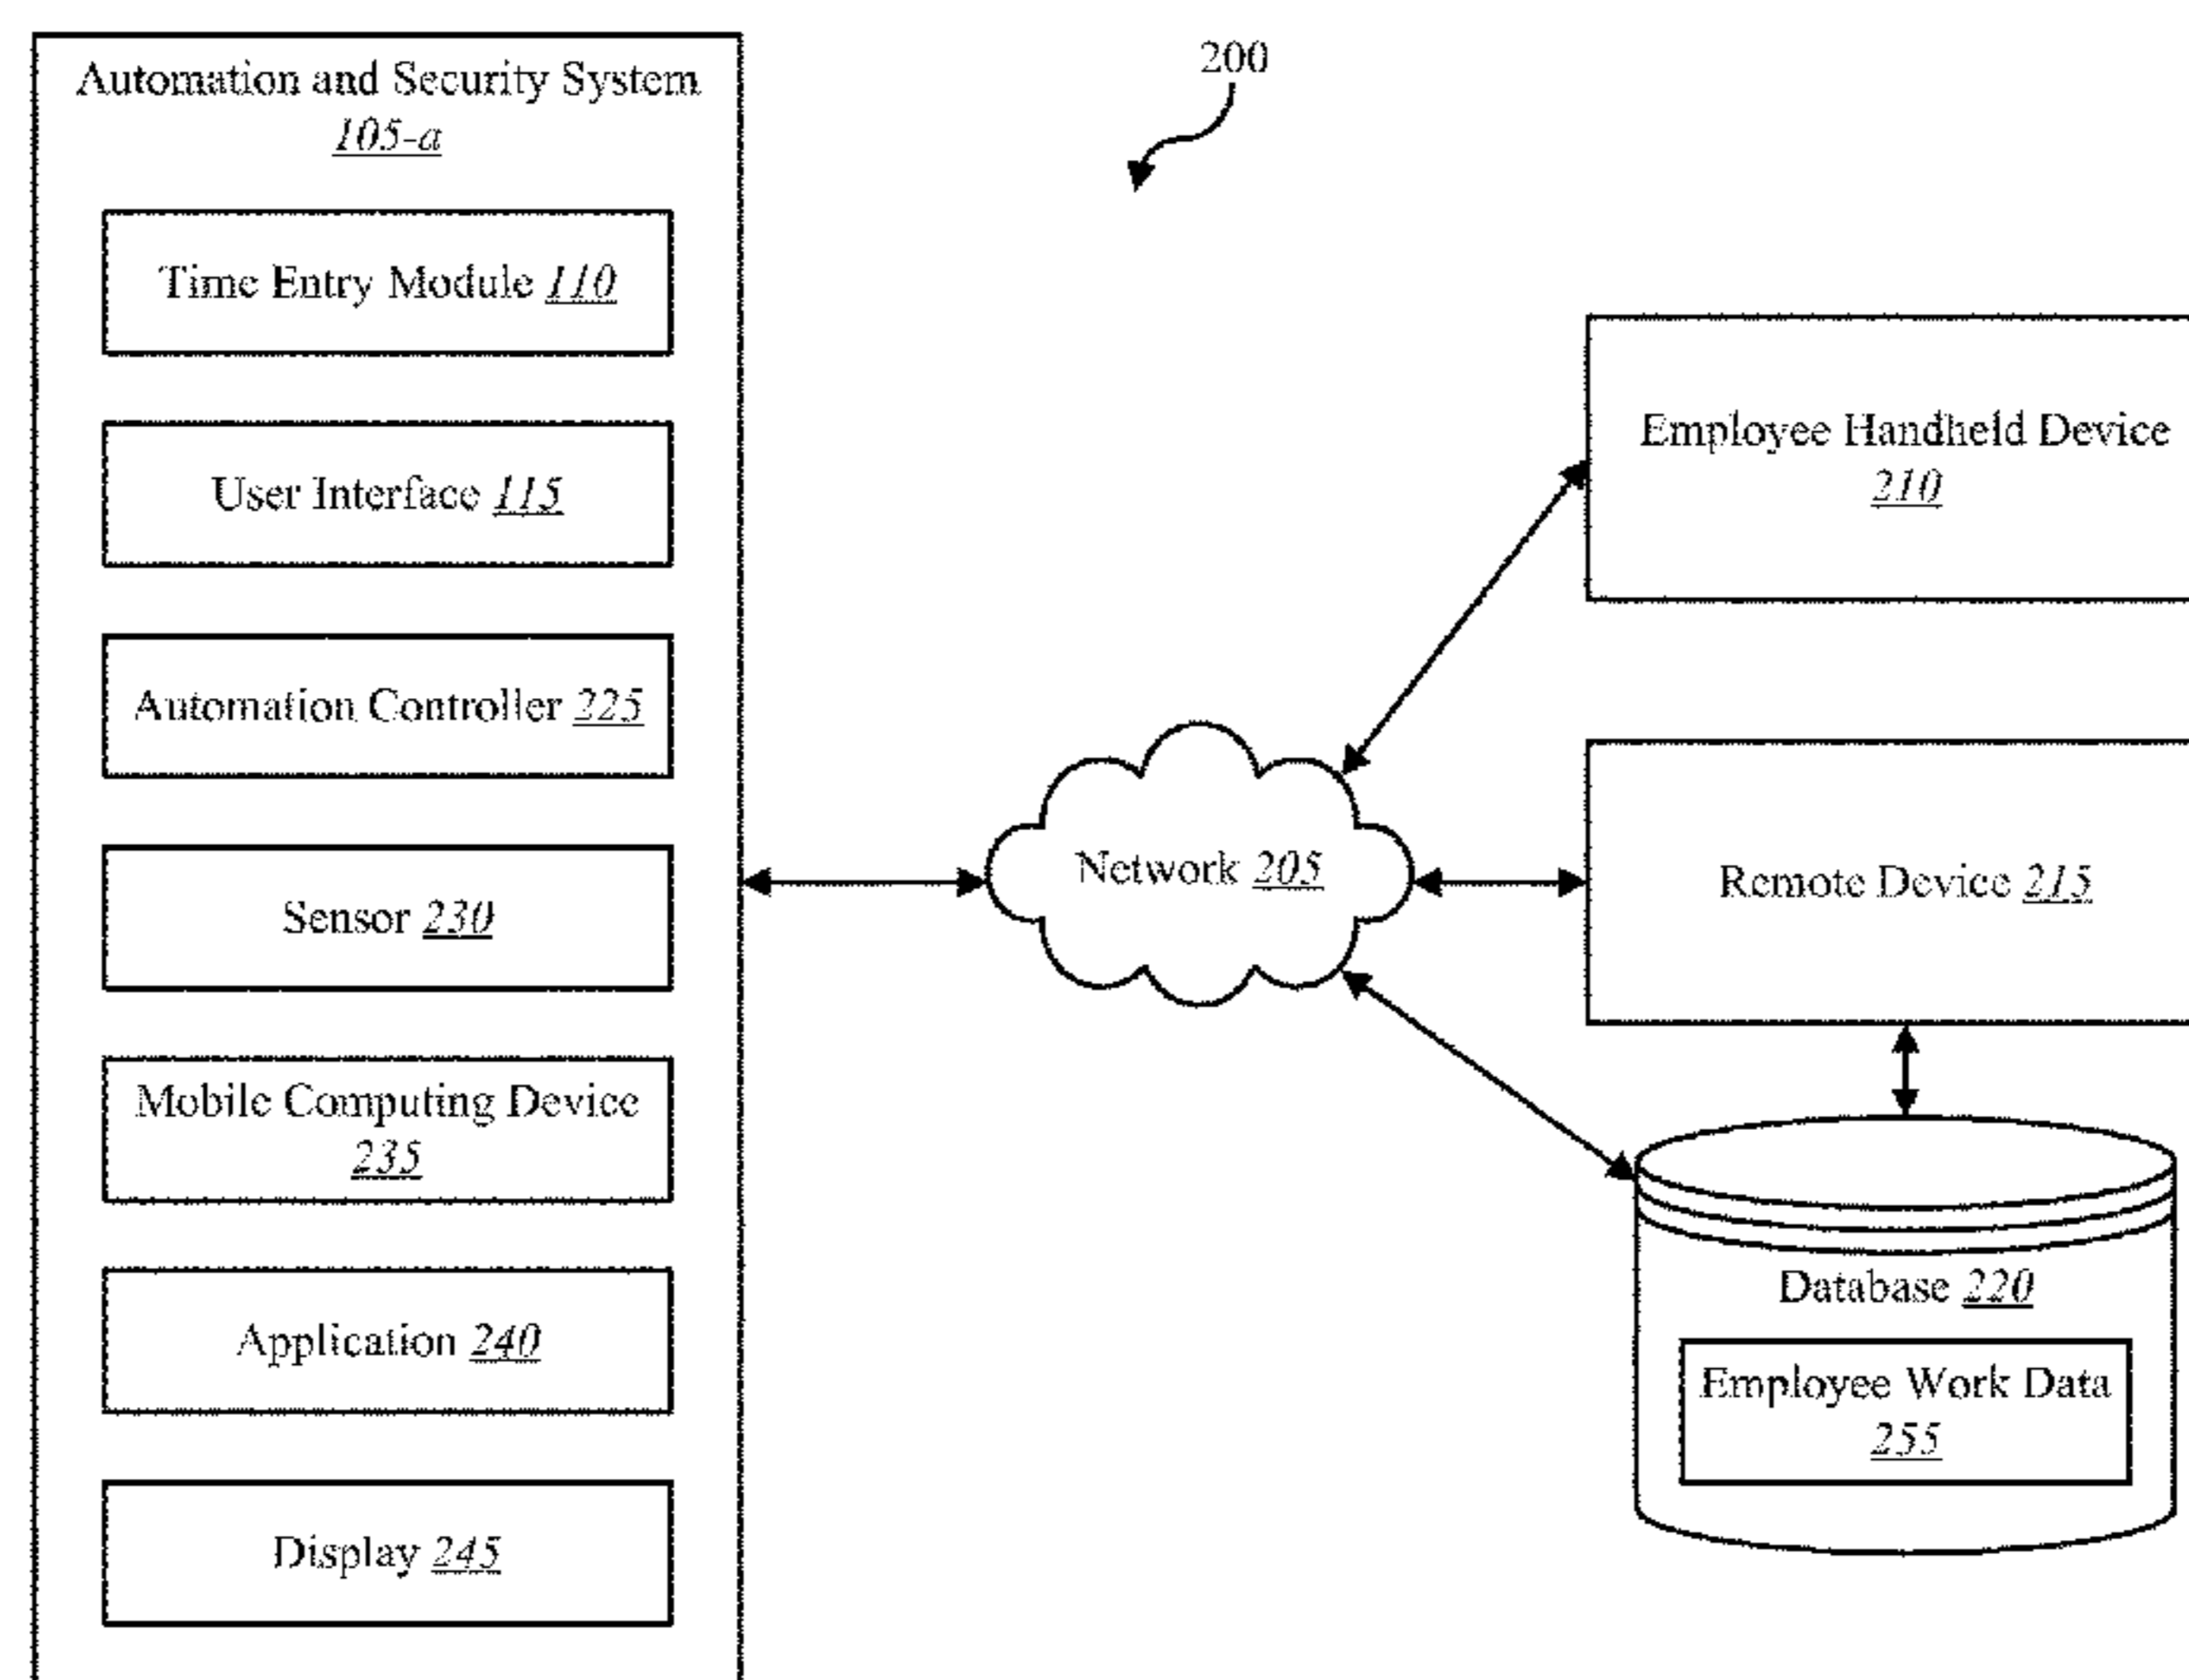 Automation and Security System
105-a
Time Entry Module 110
User Interface 115
Automation Controller 225
Sensor 230
Mobile Computing Device
235
Application 240
Display 245
200
Network 205
Employee Handheld Device
210
Remote Device 215
Database 220
Employee Work Data
255